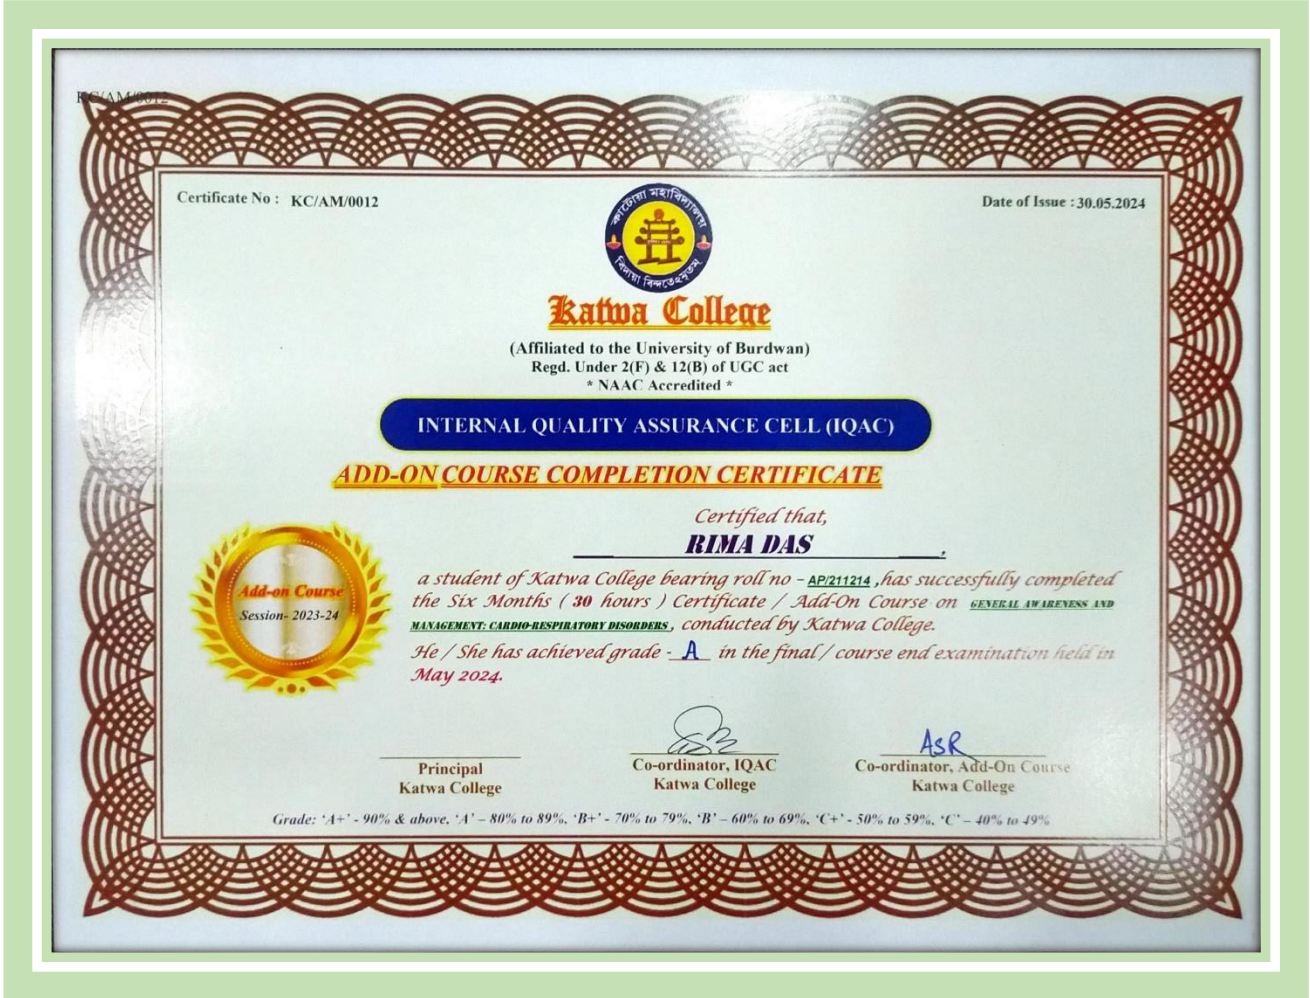 KC/AM/0012
Certificate No : KC/AM/0012
Date of Issue : 30.05.2024
কাটোয়া মহাবিদ্যালয়
বিদ্যয়া বিন্দতেঽমৃতম্
Katwa College
(Affiliated to the University of Burdwan)
Regd. Under 2(F) & 12(B) of UGC act
* NAAC Accredited *
INTERNAL QUALITY ASSURANCE CELL (IQAC)
ADD-ON COURSE COMPLETION CERTIFICATE
Certified that,
RIMA DAS
Add-on Course
Session- 2023-24
a student of Katwa College bearing roll no – AP/211214 ,has successfully completed
the Six Months ( 30 hours ) Certificate / Add-On Course on GENERAL AWARENESS AND
MANAGEMENT: CARDIO-RESPIRATORY DISORDERS , conducted by Katwa College.
He / She has achieved grade - A in the final / course end examination held in
May 2024.
ASR
Principal
Katwa College
Co-ordinator, IQAC
Katwa College
Co-ordinator, Add-On Course
Katwa College
Grade: ‘A+’ - 90% & above, ‘A’ – 80% to 89%, ‘B+’ - 70% to 79%, ‘B’ – 60% to 69%, ‘C+’ - 50% to 59%, ‘C’ – 40% to 49%